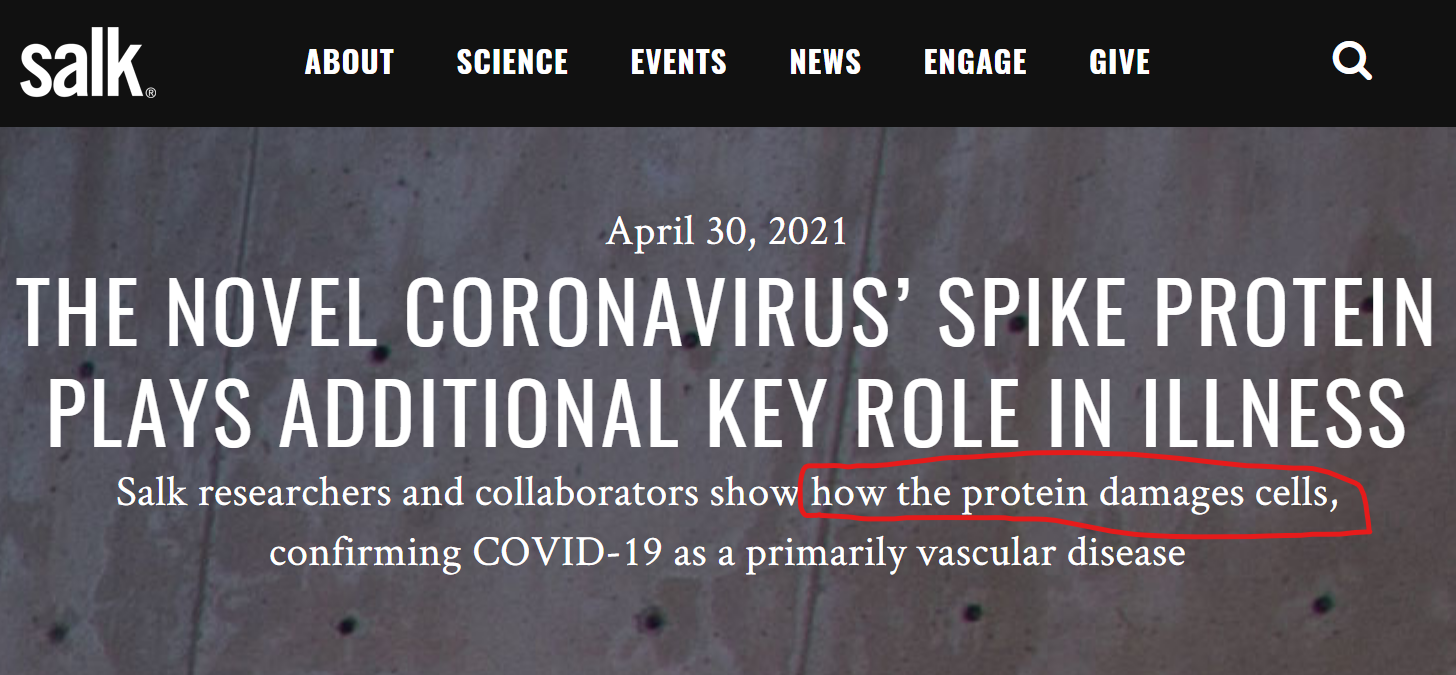 salk®
ABOUT SCIENCE EVENTS NEWS ENGAGE GIVE
April 30, 2021
THE NOVEL CORONAVIRUS’ SPIKE PROTEIN
PLAYS ADDITIONAL KEY ROLE IN ILLNESS
Salk researchers and collaborators show how the protein damages cells,
confirming COVID-19 as a primarily vascular disease